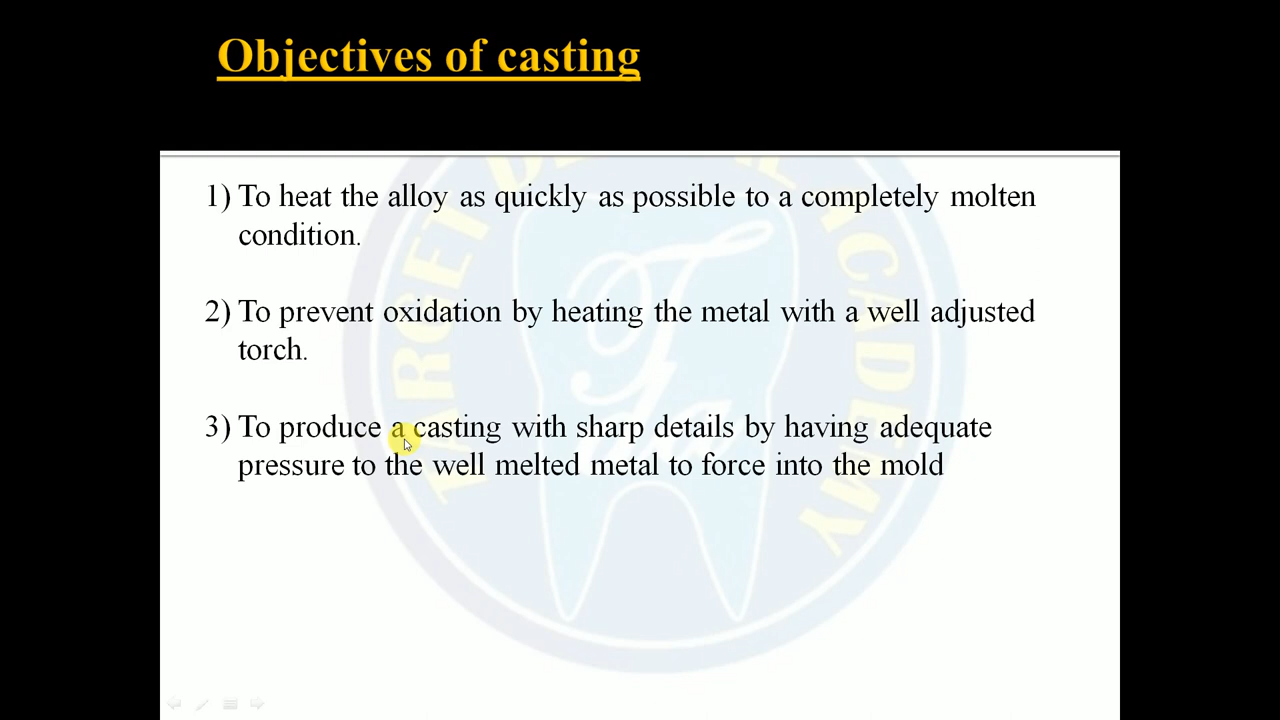 Objectives of casting
1) To heat the alloy as quickly as possible to a completely molten
condition.
2) To prevent oxidation by heating the metal with a well adjusted
torch.
3) To produce a casting with sharp details by having adequate
pressure to the well melted metal to force into the mold
TARGET
ACADEMY